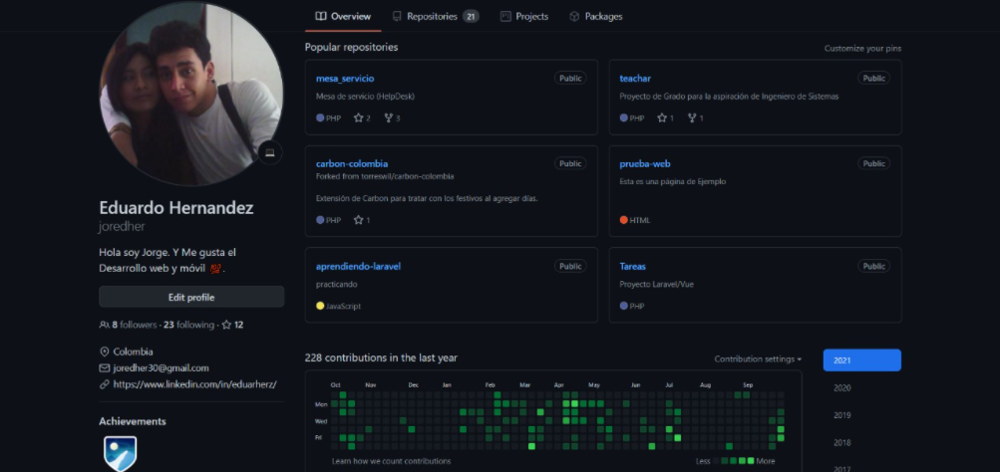 Overview Repositories 21 Projects Packages
Eduardo Hernandez
joredher
Hola soy Jorge. Y Me gusta el
Desarrollo web y móvil 💯.
Edit profile
8 followers · 23 following · 12
Colombia
joredher30@gmail.com
https://www.linkedin.com/in/eduarherz/
Achievements
Popular repositories
Customize your pins
mesa_servicio Public
Mesa de servicio (HelpDesk)
PHP 2 3
teachar Public
Proyecto de Grado para la aspiración de Ingeniero de Sistemas
PHP 1 1
carbon-colombia Public
Forked from torreswil/carbon-colombia
Extensión de Carbon para tratar con los festivos al agregar días.
PHP 1
prueba-web Public
Esta es una página de Ejemplo
HTML
aprendiendo-laravel Public
practicando
JavaScript
Tareas Public
Proyecto Laravel/Vue
PHP
228 contributions in the last year
Contribution settings
Oct Nov Dec Jan Feb Mar Apr May Jun Jul Aug Sep
Mon
Wed
Fri
Learn how we count contributions
Less More
2021
2020
2019
2018
2017